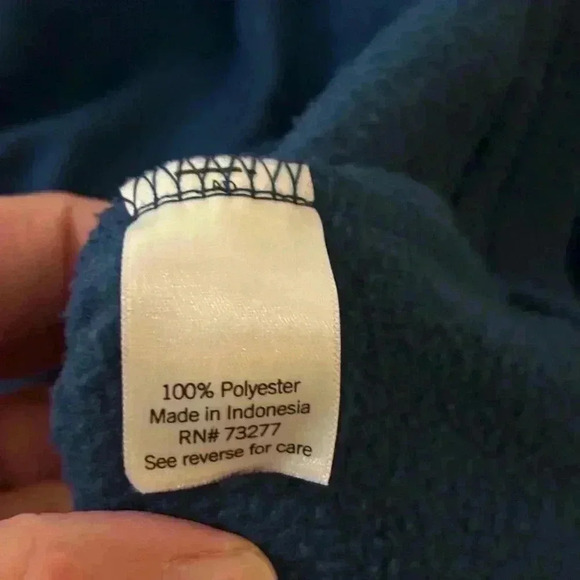 100% Polyester
Made in Indonesia
RN# 73277
See reverse for care